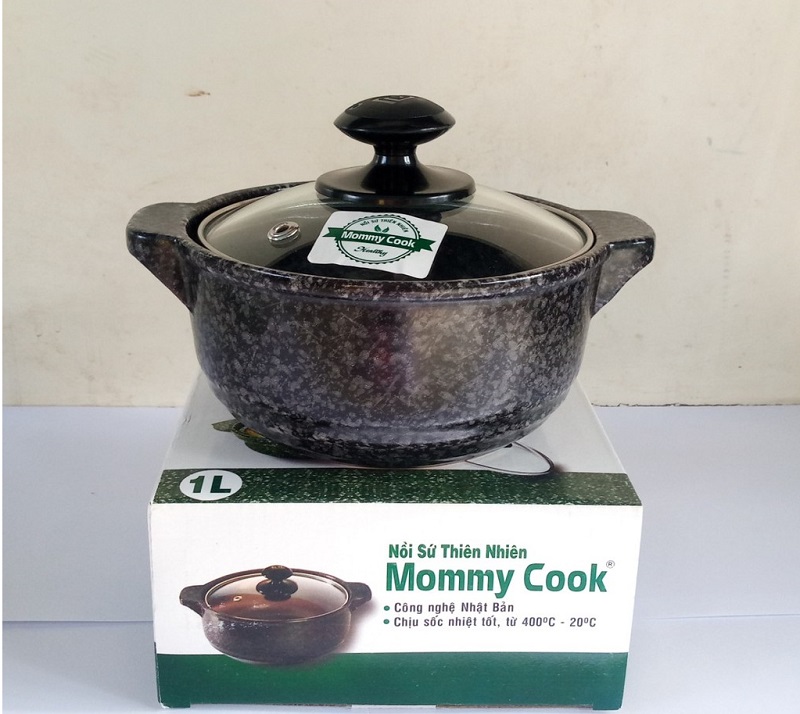 NỒI SỨ THIÊN NHIÊN
Mommy Cook
Healthy
1L
Nồi Sứ Thiên Nhiên
Mommy Cook®
• Công nghệ Nhật Bản
• Chịu sốc nhiệt tốt, từ 400ºC - 20ºC